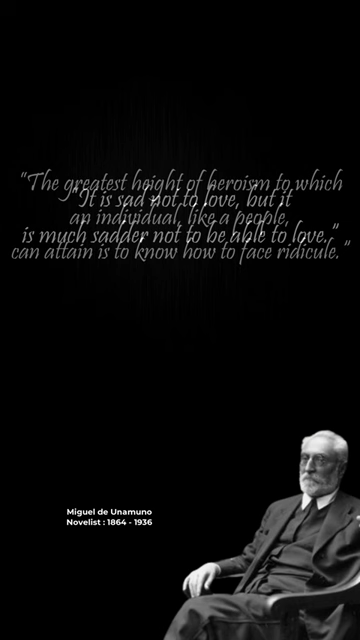 "The greatest height of heroism to which
"It is sad not to love, but it
an individual, like a people,
is much sadder not to be able to love."
can attain is to know how to face ridicule."
Miguel de Unamuno
Novelist : 1864 - 1936